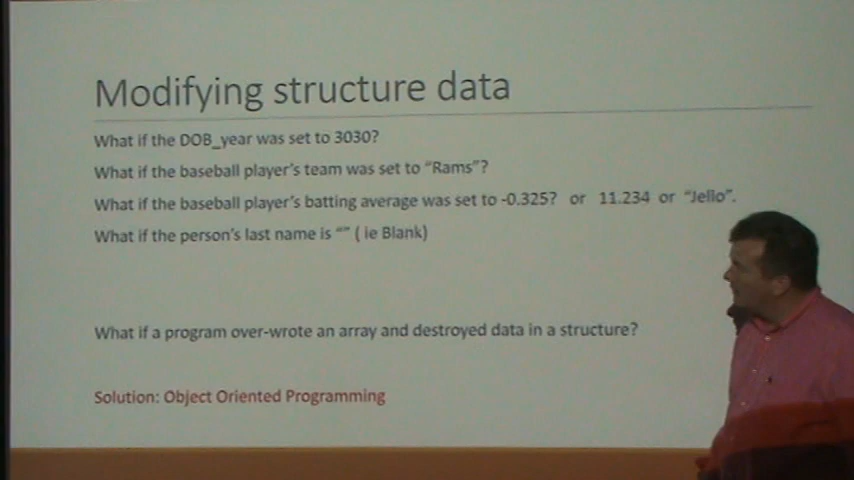 Modifying structure data
What if the DOB_year was set to 3030?
What if the baseball player's team was set to “Rams”?
What if the baseball player's batting average was set to -0.325? or 11.234 or “Jello”.
What if the person's last name is “” ( ie Blank)
What if a program over-wrote an array and destroyed data in a structure?
Solution: Object Oriented Programming